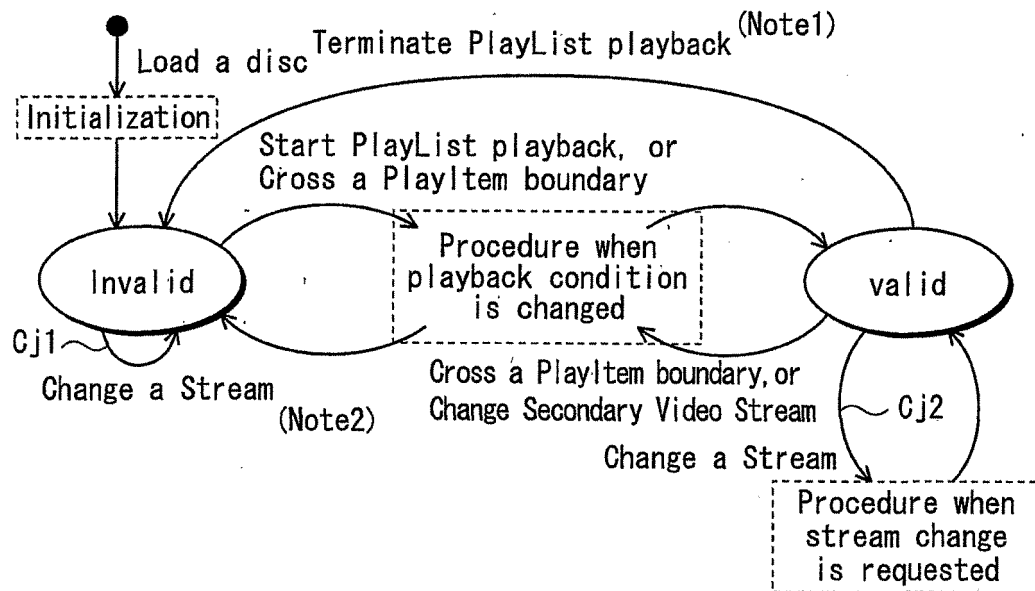 (Note1)
Terminate PlayList playback
Load a disc
Initialization
Start PlayList playback, or
Cross a PlayItem boundary
Procedure when
playback condition
is changed
Invalid
valid
Cj1
Change a Stream
(Note2)
Cross a PlayItem boundary, or
Change Secondary Video Stream
Cj2
Change a Stream
Procedure when
stream change
is requested